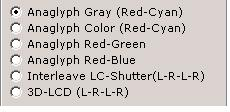 Anaglyph Gray (Red-Cyan)
Anaglyph Color (Red-Cyan)
Anaglyph Red-Green
Anaglyph Red-Blue
Interleave LC-Shutter(L-R-L-R)
3D-LCD (L-R-L-R)